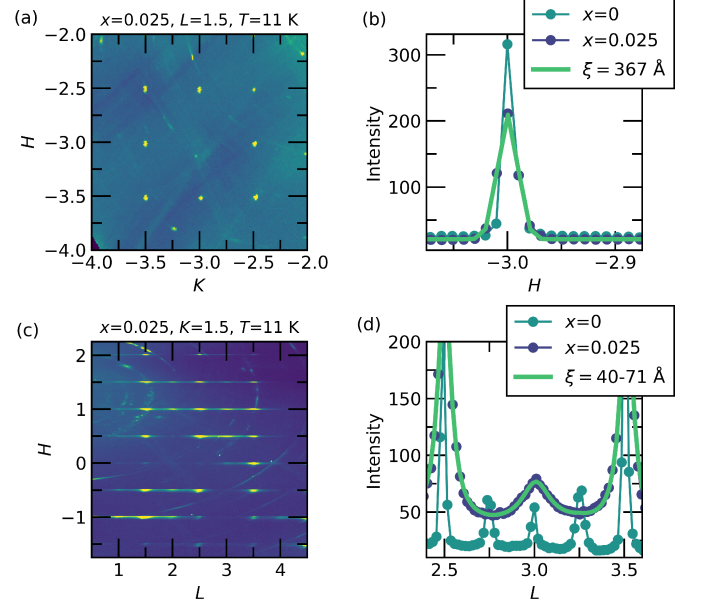 (a)
x=0.025, L=1.5, T=11 K
−2.0
−2.5
−3.0
−3.5
−4.0
H
−4.0 −3.5 −3.0 −2.5 −2.0
K
(b)
x=0
x=0.025
ξ = 367 Å
300
200
100
Intensity
−3.0 −2.9
H
(c)
x=0.025, K=1.5, T=11 K
2
1
0
−1
H
1 2 3 4
L
(d)
x=0
x=0.025
ξ = 40-71 Å
200
150
100
50
Intensity
2.5 3.0 3.5
L